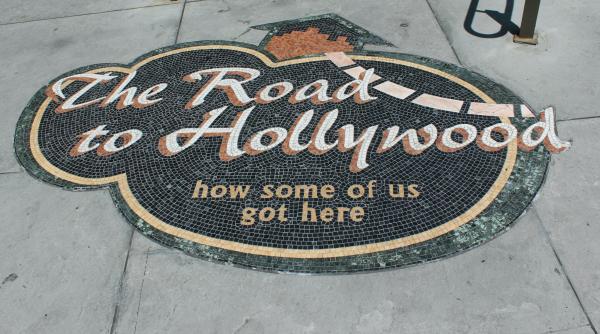 The Road
to Hollywood
how some of us
got here